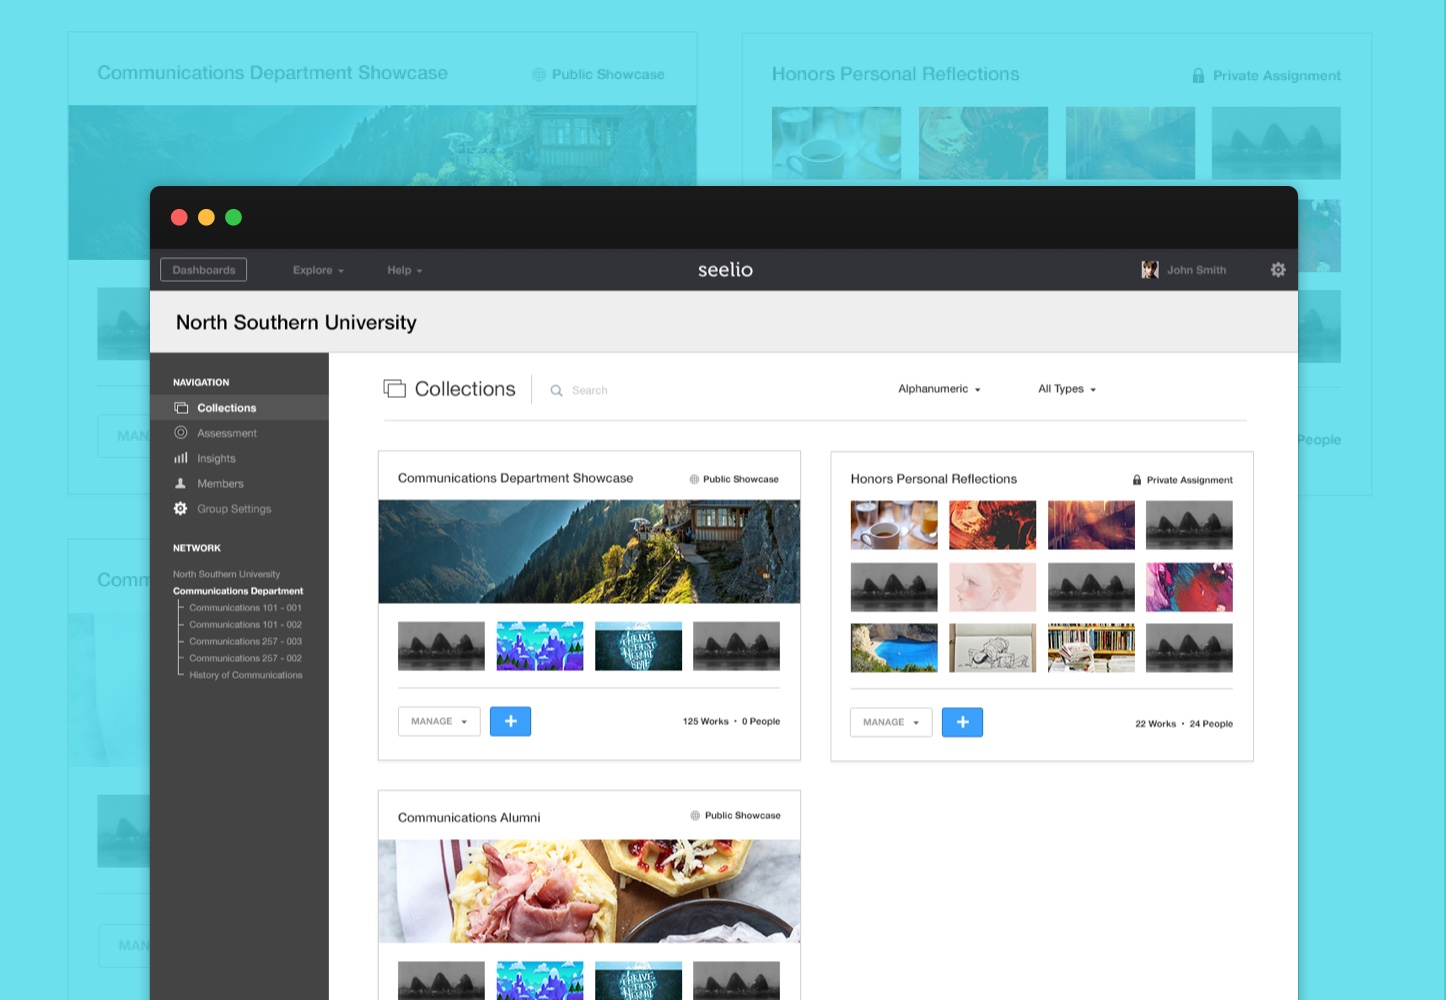 Communications Department Showcase
Public Showcase
Honors Personal Reflections
Private Assignment
Dashboards
Explore
Help
seelio
John Smith
North Southern University
NAVIGATION
Collections
Assessment
Insights
Members
Group Settings
NETWORK
North Southern University
Communications Department
Communications 101 - 001
Communications 101 - 002
Communications 257 - 003
Communications 257 - 002
History of Communications
Collections
Search
Alphanumeric
All Types
Communications Department Showcase
Public Showcase
THRIVE
MANAGE
+
125 Works • 0 People
Honors Personal Reflections
Private Assignment
MANAGE
+
22 Works • 24 People
Communications Alumni
Public Showcase
THRIVE
MAN
People
Comm
MAN